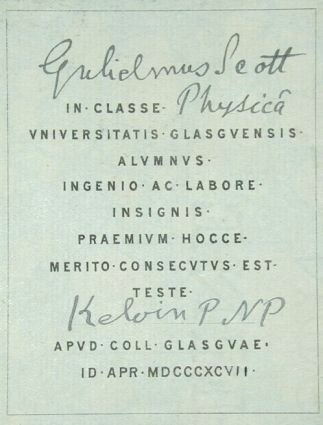 Gulielmus Scott
IN · CLASSE · Physicâ
VNIVERSITATIS · GLASGVENSIS ·
ALVMNVS ·
INGENIO · AC · LABORE ·
INSIGNIS ·
PRAEMIVM · HOCCE ·
MERITO · CONSECVTVS · EST ·
TESTE ·
Kelvin P. N P
APVD · COLL · GLASGVAE ·
ID · APR · MDCCCXCVII ·